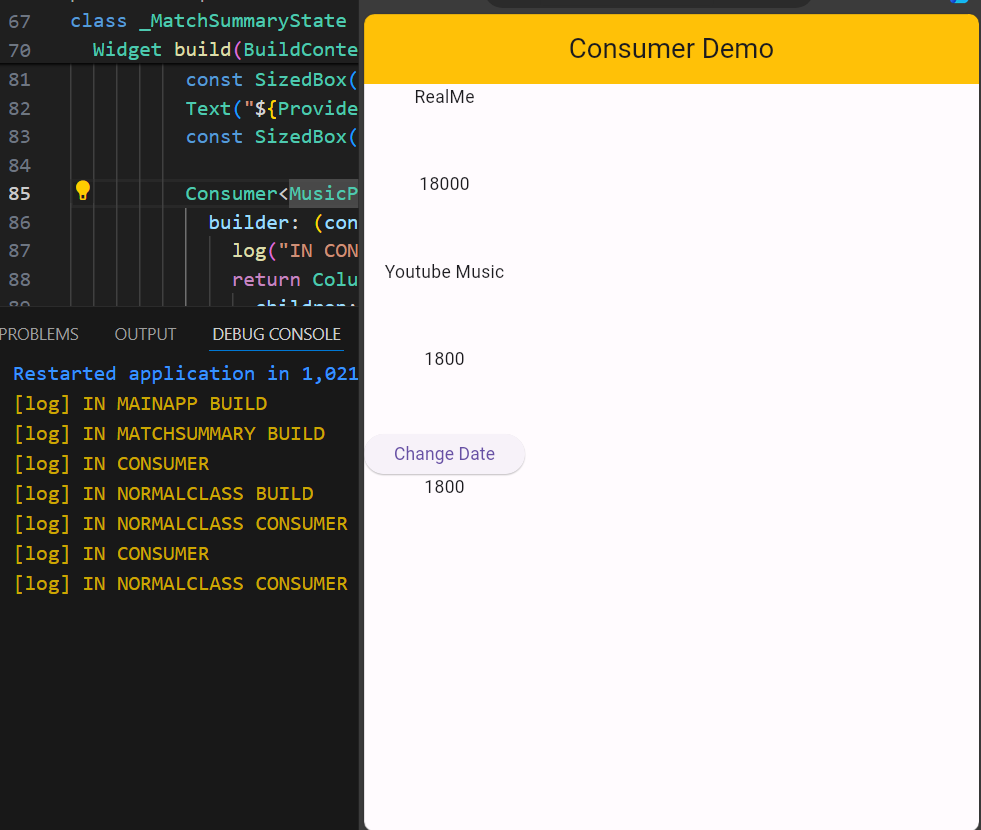 67 class _MatchSummaryState
70 Widget build(BuildConte
81 const SizedBox(
82 Text("${Provide
83 const SizedBox(
84
85 Consumer<MusicP
86 builder: (con
87 log("IN CON
88 return Colu
89 children:
PROBLEMS OUTPUT DEBUG CONSOLE
Restarted application in 1,021
[log] IN MAINAPP BUILD
[log] IN MATCHSUMMARY BUILD
[log] IN CONSUMER
[log] IN NORMALCLASS BUILD
[log] IN NORMALCLASS CONSUMER
[log] IN CONSUMER
[log] IN NORMALCLASS CONSUMER
Consumer Demo
RealMe
18000
Youtube Music
1800
Change Date
1800